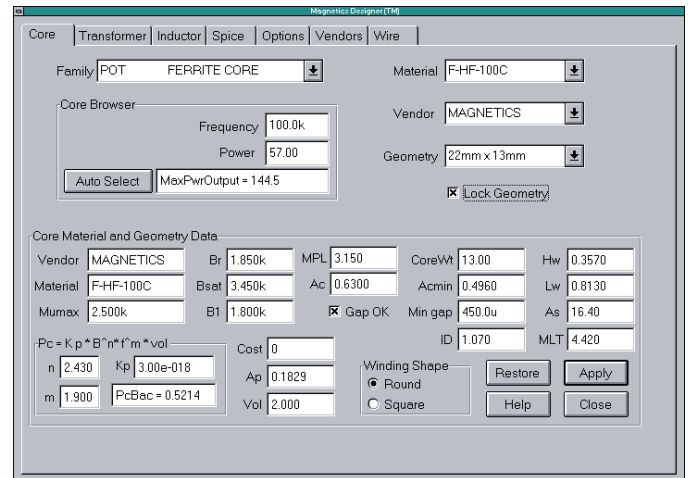 Magnetics Designer(TM)
Core Transformer Inductor Spice Options Vendors Wire
Family POT FERRITE CORE
Material F-HF-100C
Core Browser
Frequency 100.0k
Vendor MAGNETICS
Power 57.00
Geometry 22mm x 13mm
Auto Select MaxPwrOutput = 144.5
Lock Geometry
Core Material and Geometry Data
Vendor MAGNETICS Br 1.850k MPL 3.150 CoreWt 13.00 Hw 0.3570
Material F-HF-100C Bsat 3.450k Ac 0.6300 Acmin 0.4960 Lw 0.8130
Mumax 2.500k B1 1.800k Gap OK Min gap 450.0u As 16.40
ID 1.070 MLT 4.420
Pc = K p * B^n* f^m * vol
Cost 0
n 2.430 Kp 3.00e-018
Ap 0.1829
m 1.900 PcBac = 0.5214
Vol 2.000
Winding Shape
Round
Square
Restore Apply
Help Close